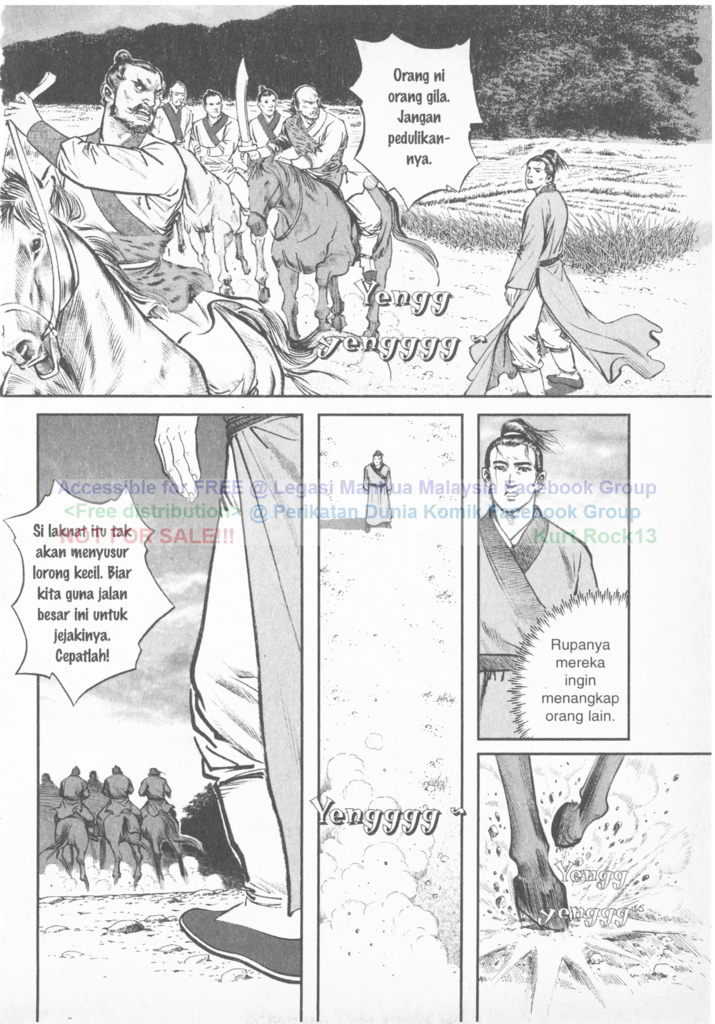 Orang ni
orang gila.
Jangan
pedulikan-
nya.
Yengg
yengggg ~
Accessible for FREE @ Legasi Manhua Malaysia Facebook Group
<Free distribution> @ Perikatan Dunia Komik Facebook Group
NOT FOR SALE!!!
Kurt.Rock13
Si laknat itu tak
akan menyusur
lorong kecil. Biar
kita guna jalan
besar ini untuk
jejakinya.
Cepatlah!
Yengggg ~
Rupanya
mereka
ingin
menangkap
orang lain.
Yengg
yenggg ~